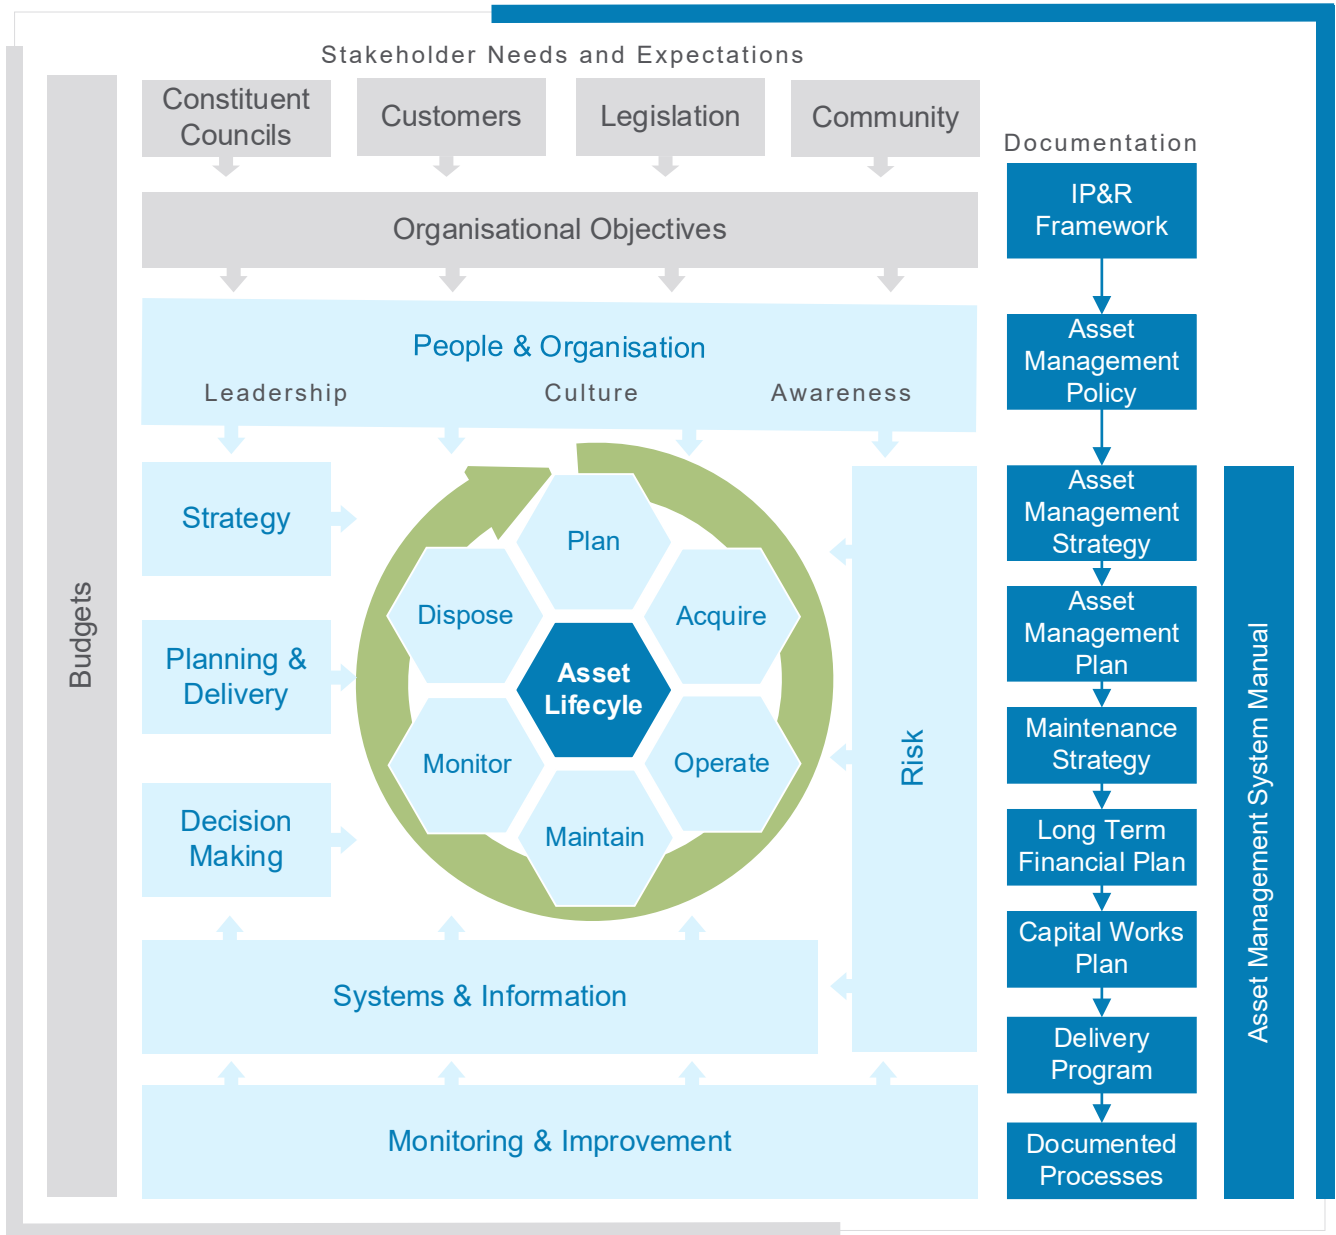 Stakeholder Needs and Expectations
Constituent
Councils
Customers
Legislation
Community
Organisational Objectives
People & Organisation
Leadership
Culture
Awareness
Budgets
Strategy
Planning &
Delivery
Decision
Making
Plan
Acquire
Operate
Maintain
Monitor
Dispose
Asset
Lifecyle
Risk
Systems & Information
Monitoring & Improvement
Documentation
IP&R
Framework
Asset
Management
Policy
Asset
Management
Strategy
Asset
Management
Plan
Maintenance
Strategy
Long Term
Financial Plan
Capital Works
Plan
Delivery
Program
Documented
Processes
Asset Management System Manual